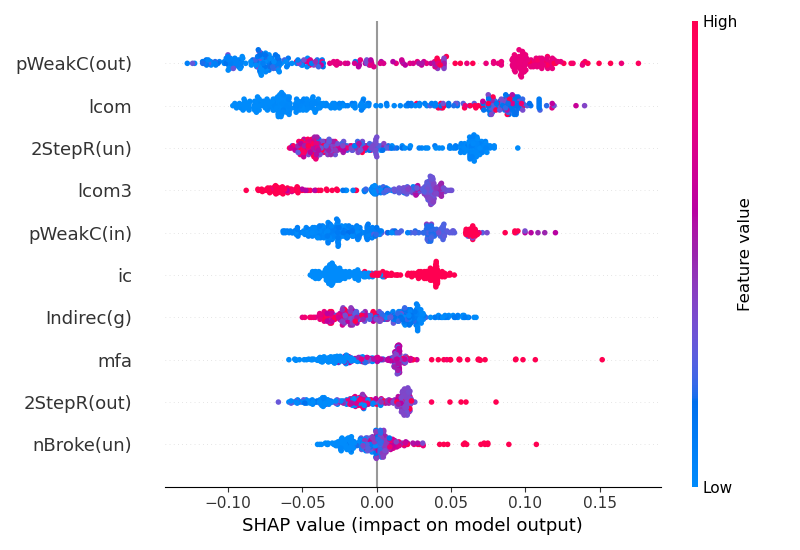 High
pWeakC(out)
lcom
2StepR(un)
lcom3
pWeakC(in)
ic
Indirec(g)
mfa
2StepR(out)
nBroke(un)
Feature value
Low
−0.10 −0.05 0.00 0.05 0.10 0.15
SHAP value (impact on model output)